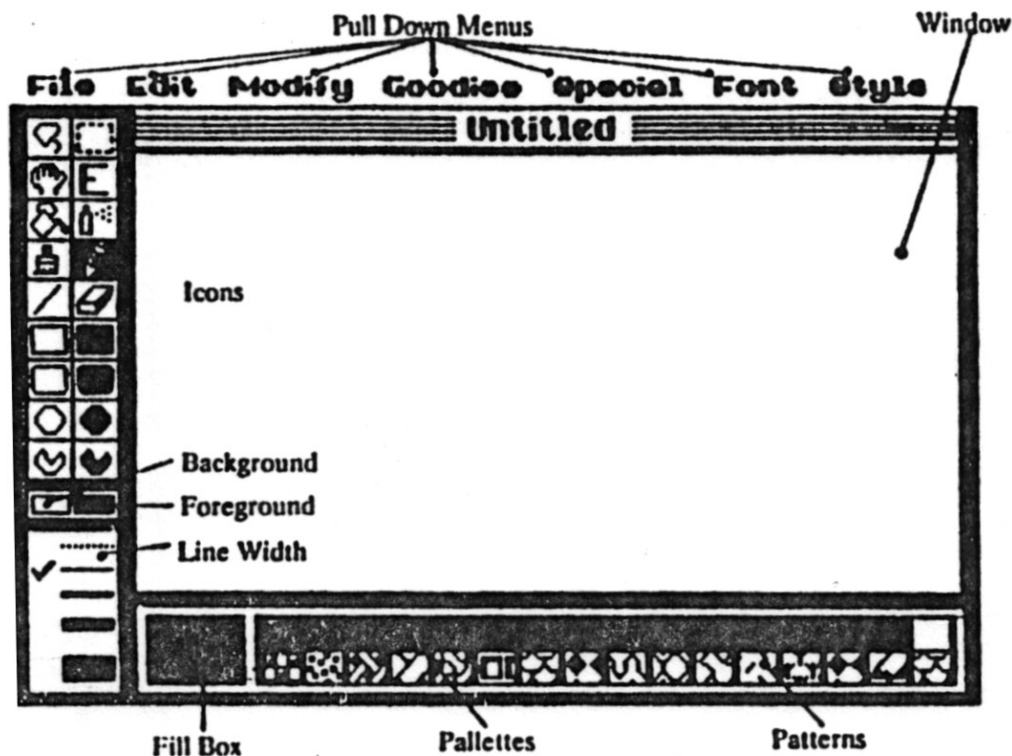 Pull Down Menus
Window
File Edit Modify Goodies Special Font Style
Untitled
E
Icons
Background
Foreground
Line Width
Fill Box
Pallettes
Patterns